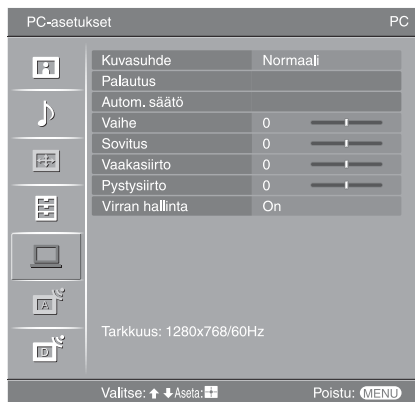 PC-asetukset PC
Kuvasuhde Normaali
Palautus
Autom. säätö
Vaihe 0
Sovitus 0
Vaakasiirto 0
Pystysiirto 0
Virran hallinta On
A
D
Tarkkuus: 1280x768/60Hz
Valitse: Aseta: Poistu: MENU